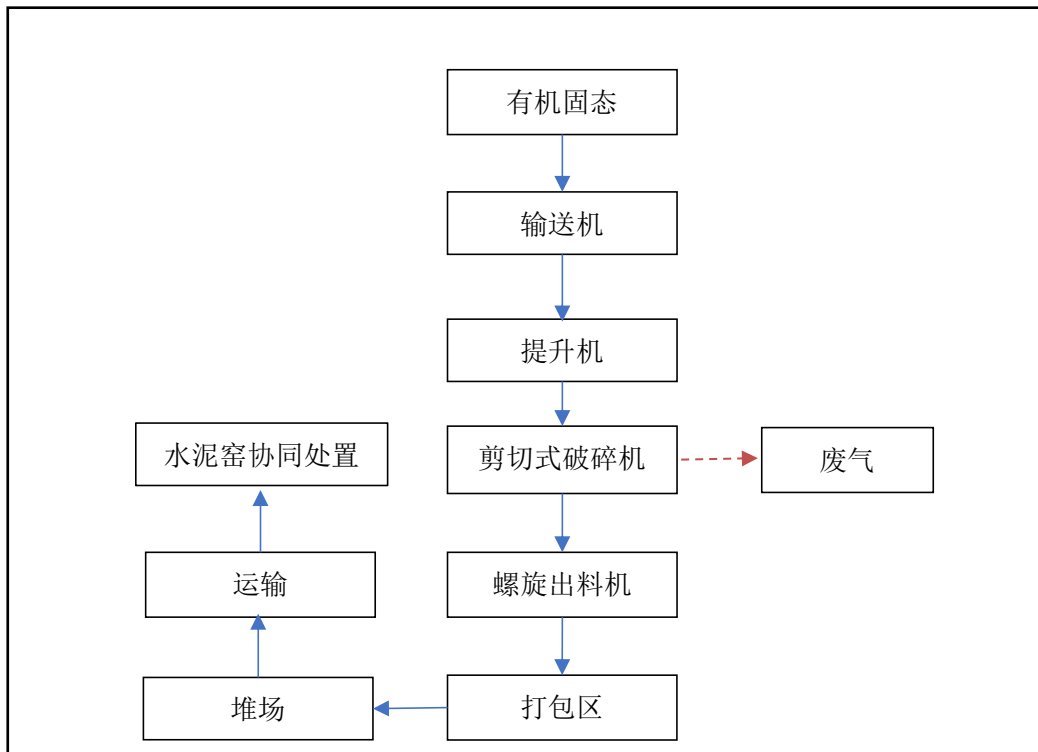 有机固态
输送机
提升机
水泥窑协同处置
剪切式破碎机
废气
运输
螺旋出料机
堆场
打包区